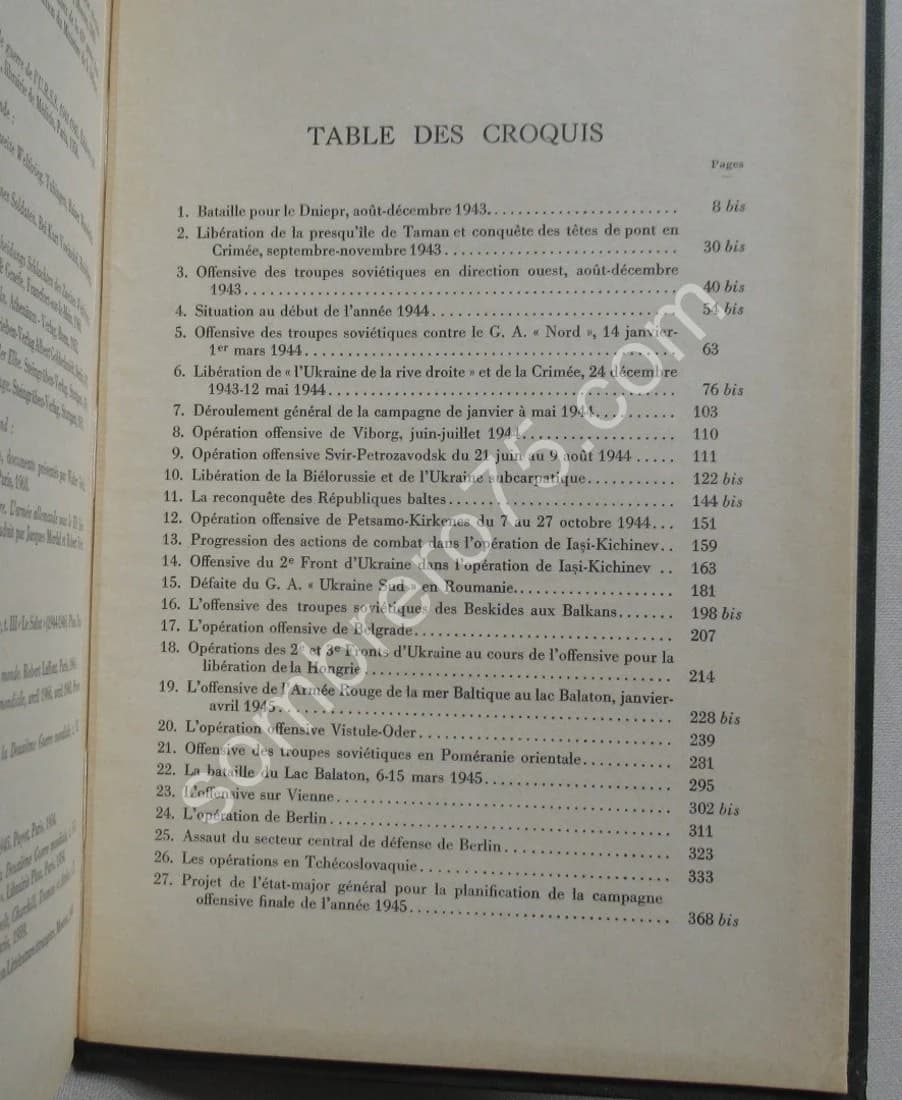 TABLE DES CROQUIS
Pages
1. Bataille pour le Dniepr, août-décembre 1943........................ 8 bis
2. Libération de la presqu'île de Taman et conquête des têtes de pont en
Crimée, septembre-novembre 1943........................ 30 bis
3. Offensive des troupes soviétiques en direction ouest, août-décembre
1943........................ 40 bis
4. Situation au début de l'année 1944........................ 54 bis
5. Offensive des troupes soviétiques contre le G. A. « Nord », 14 janvier-
1er mars 1944........................ 63
6. Libération de « l'Ukraine de la rive droite » et de la Crimée, 24 décembre
1943-12 mai 1944........................ 76 bis
7. Déroulement général de la campagne de janvier à mai 1944.......... 103
8. Opération offensive de Viborg, juin-juillet 1944.................. 110
9. Opération offensive Svir-Petrozavodsk du 21 juin au 9 août 1944 ..... 111
10. Libération de la Biélorussie et de l'Ukraine subcarpatique............ 122 bis
11. La reconquête des Républiques baltes........................ 144 bis
12. Opération offensive de Petsamo-Kirkenes du 7 au 27 octobre 1944... 151
13. Progression des actions de combat dans l'opération de Iaşi-Kichinev.. 159
14. Offensive du 2e Front d'Ukraine dans l'opération de Iaşi-Kichinev .. 163
15. Défaite du G. A. « Ukraine Sud » en Roumanie.................. 181
16. L'offensive des troupes soviétiques des Beskides aux Balkans....... 198 bis
17. L'opération offensive de Belgrade........................ 207
18. Opérations des 2e et 3e Fronts d'Ukraine au cours de l'offensive pour la
libération de la Hongrie........................ 214
19. L'offensive de l'Armée Rouge de la mer Baltique au lac Balaton, janvier-
avril 1945........................ 228 bis
20. L'opération offensive Vistule-Oder........................ 239
21. Offensive des troupes soviétiques en Poméranie orientale............ 281
22. La bataille du Lac Balaton, 6-15 mars 1945.................. 295
23. L'offensive sur Vienne........................ 302 bis
24. L'opération de Berlin........................ 311
25. Assaut du secteur central de défense de Berlin.................. 323
26. Les opérations en Tchécoslovaquie........................ 333
27. Projet de l'état-major général pour la planification de la campagne
offensive finale de l'année 1945........................ 368 bis
sombrero75.com